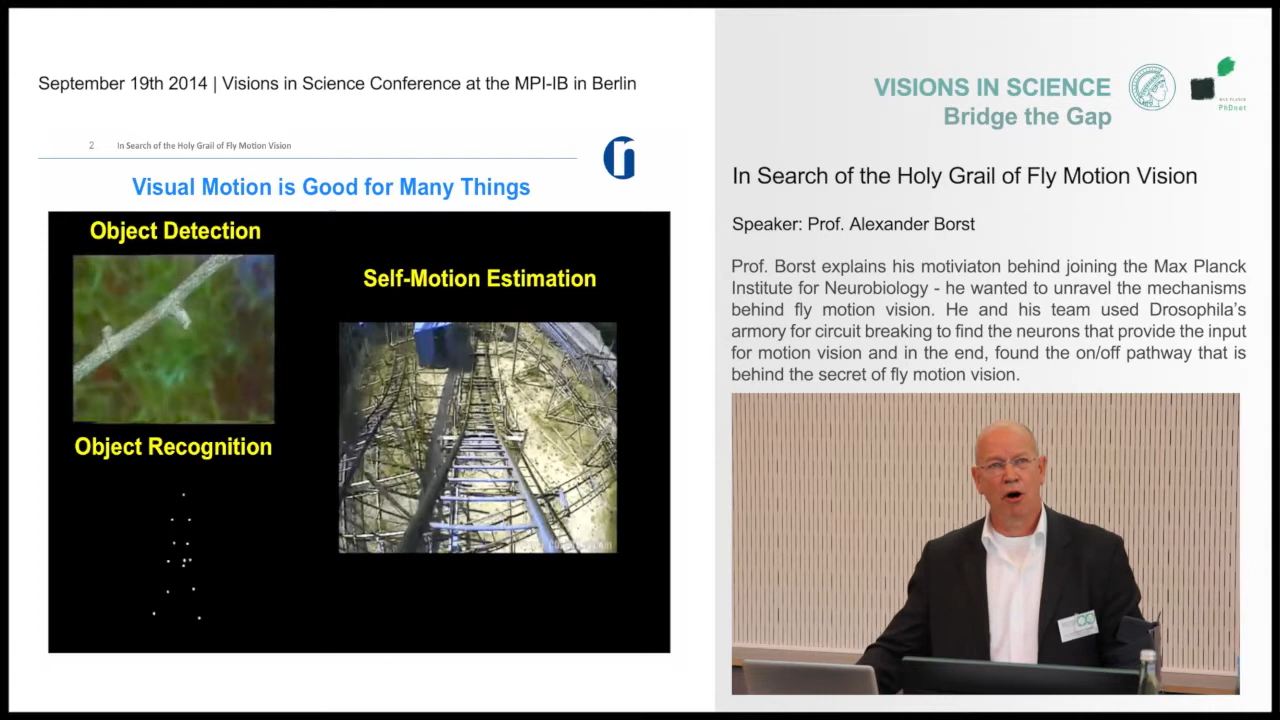 September 19th 2014 | Visions in Science Conference at the MPI-IB in Berlin
2 In Search of the Holy Grail of Fly Motion Vision
Visual Motion is Good for Many Things
Object Detection
Self-Motion Estimation
Object Recognition
VISIONS IN SCIENCE
Bridge the Gap
MAX PLANCK
PhDnet
In Search of the Holy Grail of Fly Motion Vision
Speaker: Prof. Alexander Borst
Prof. Borst explains his motiviaton behind joining the Max Planck
Institute for Neurobiology - he wanted to unravel the mechanisms
behind fly motion vision. He and his team used Drosophila's
armory for circuit breaking to find the neurons that provide the input
for motion vision and in the end, found the on/off pathway that is
behind the secret of fly motion vision.